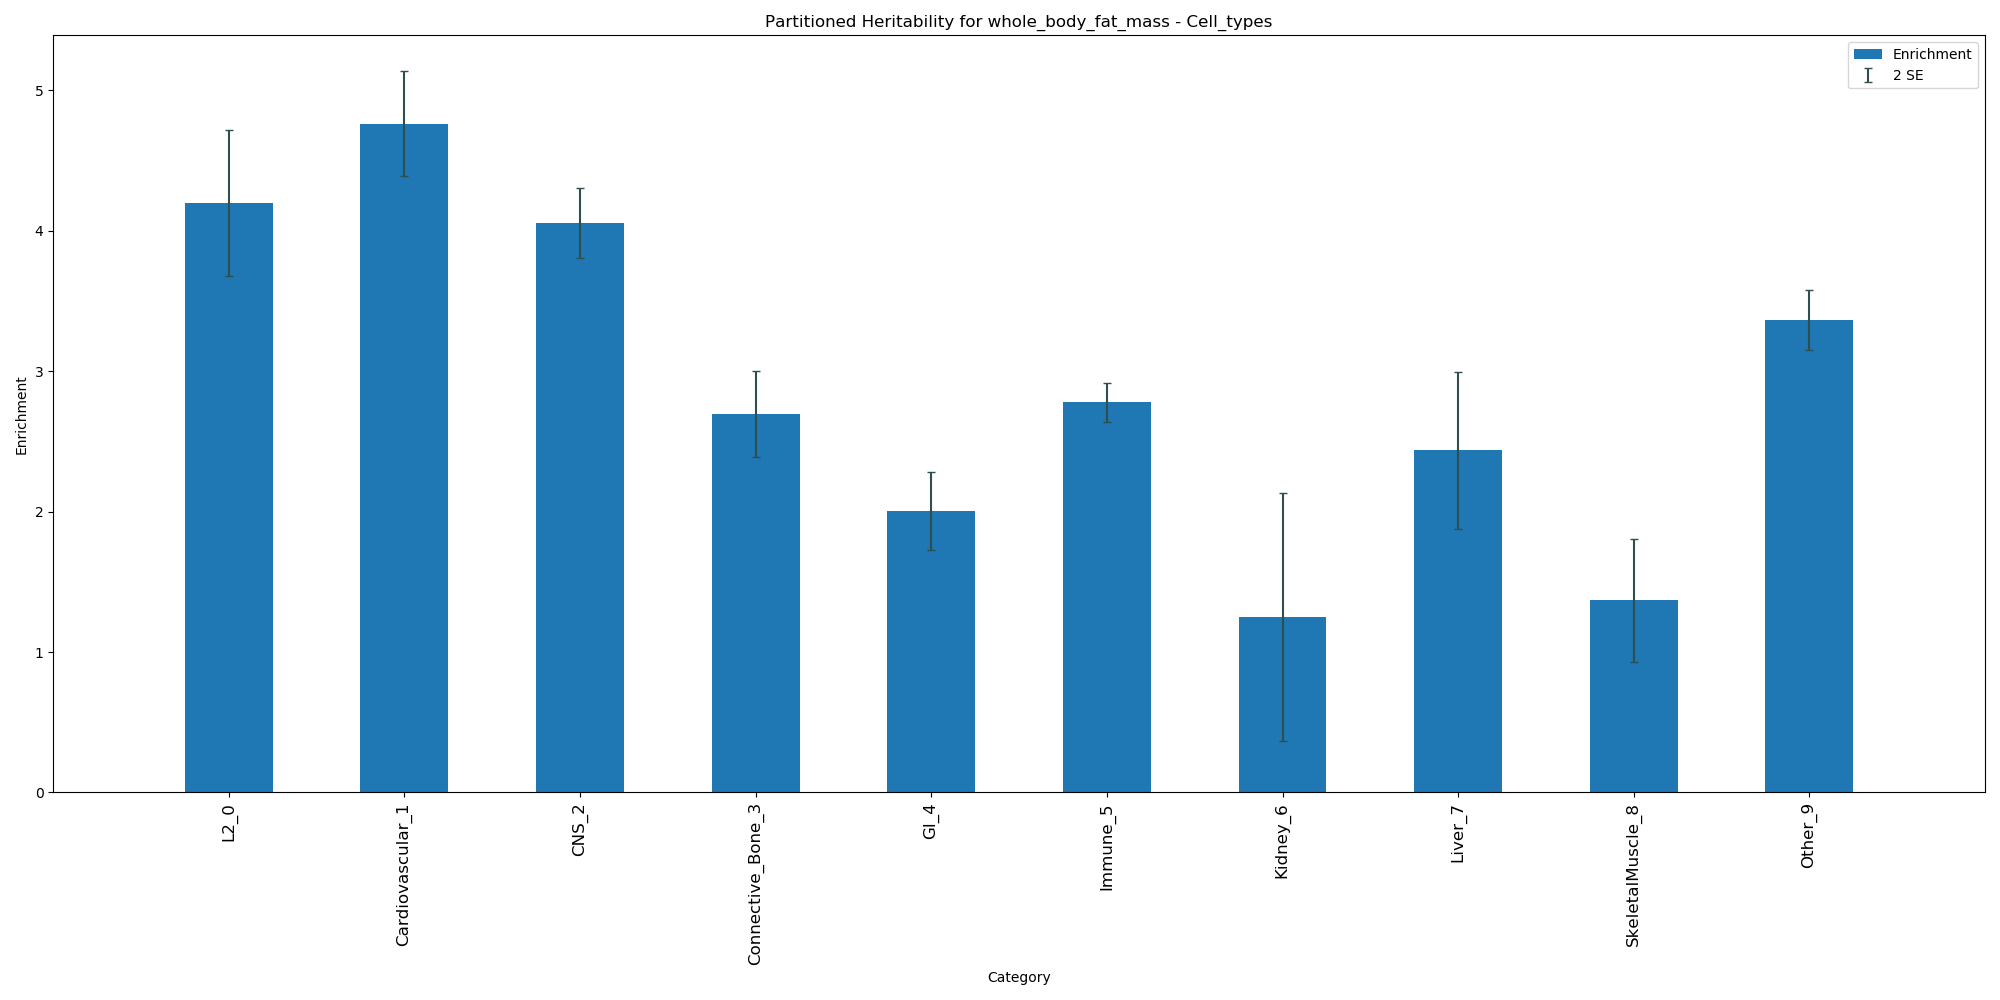 Partitioned Heritability for whole_body_fat_mass - Cell_types
Enrichment
2 SE
5
4
3
2
1
0
Enrichment
L2_0
Cardiovascular_1
CNS_2
Connective_Bone_3
GI_4
Immune_5
Kidney_6
Liver_7
SkeletalMuscle_8
Other_9
Category